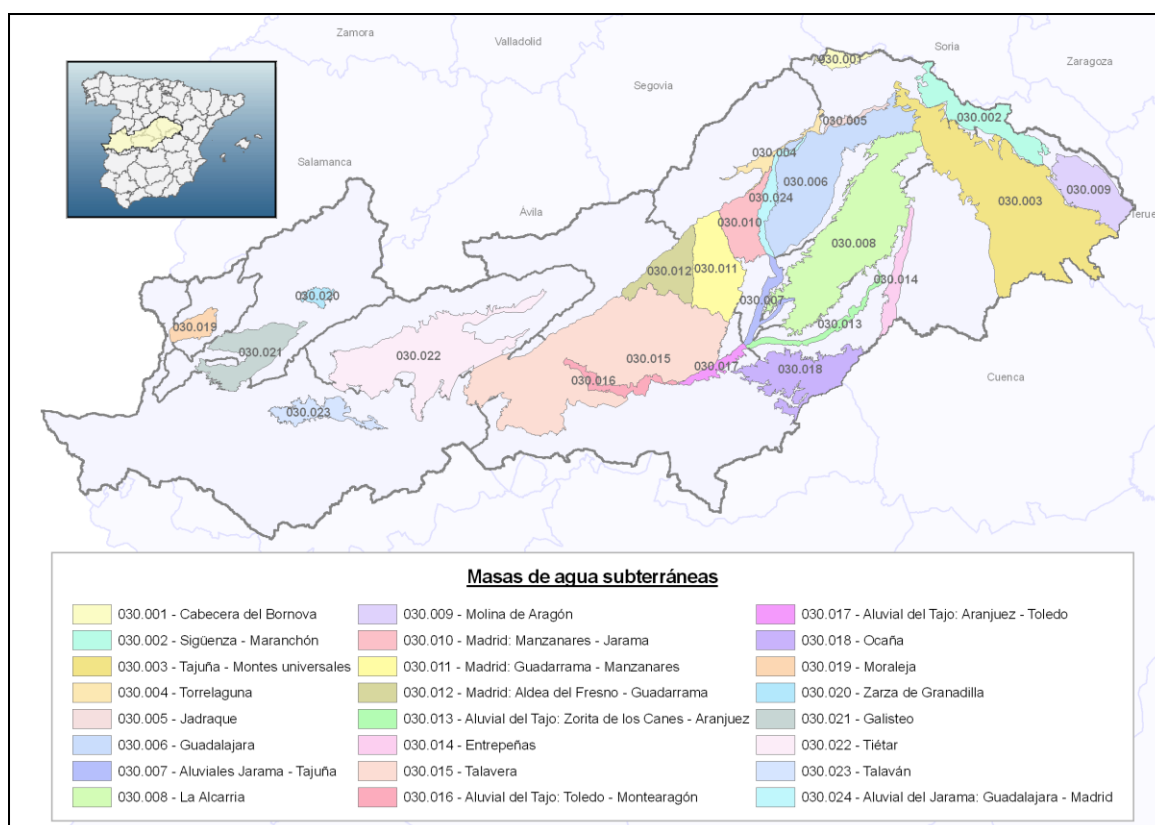 Zamora
Valladolid
Soria
Zaragoza
Segovia
Salamanca
Ávila
Terue
Cuenca
030.001
030.002
030.005
030.004
030.006
030.024
030.009
030.003
030.010
030.008
030.012
030.011
030.014
030.020
030.007
030.013
030.019
030.021
030.022
030.015
030.017
030.018
030.016
030.023
Masas de agua subterráneas
030.001 - Cabecera del Bornova
030.002 - Sigüenza - Maranchón
030.003 - Tajuña - Montes universales
030.004 - Torrelaguna
030.005 - Jadraque
030.006 - Guadalajara
030.007 - Aluviales Jarama - Tajuña
030.008 - La Alcarria
030.009 - Molina de Aragón
030.010 - Madrid: Manzanares - Jarama
030.011 - Madrid: Guadarrama - Manzanares
030.012 - Madrid: Aldea del Fresno - Guadarrama
030.013 - Aluvial del Tajo: Zorita de los Canes - Aranjuez
030.014 - Entrepeñas
030.015 - Talavera
030.016 - Aluvial del Tajo: Toledo - Montearagón
030.017 - Aluvial del Tajo: Aranjuez - Toledo
030.018 - Ocaña
030.019 - Moraleja
030.020 - Zarza de Granadilla
030.021 - Galisteo
030.022 - Tiétar
030.023 - Talaván
030.024 - Aluvial del Jarama: Guadalajara - Madrid